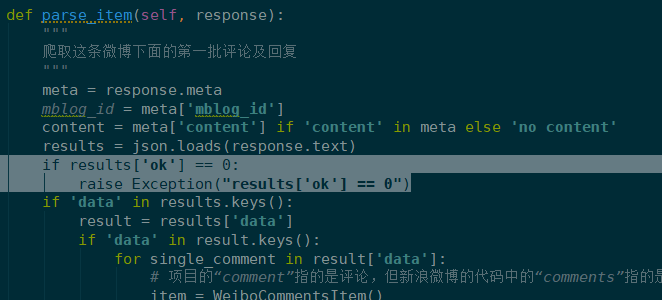 def parse_item(self, response):
"""
爬取这条微博下面的第一批评论及回复
"""
meta = response.meta
mblog_id = meta['mblog_id']
content = meta['content'] if 'content' in meta else 'no content'
results = json.loads(response.text)
if results['ok'] == 0:
raise Exception("results['ok'] == 0")
if 'data' in results.keys():
result = results['data']
if 'data' in result.keys():
for single_comment in result['data']:
# 项目的“comment”指的是评论，但新浪微博的代码中的“comments”指的是
item = WeiboCommentsItem()